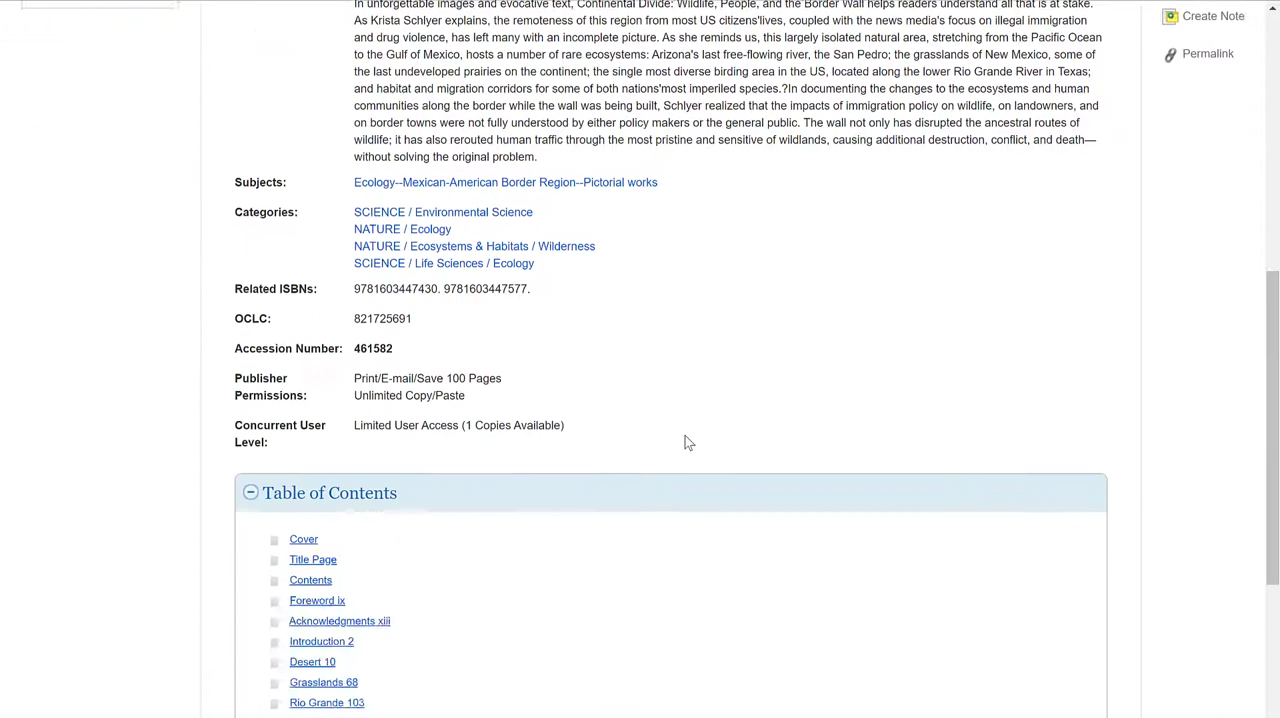 In unforgettable images and evocative text, Continental Divide: Wildlife, People, and the Border Wall helps readers understand all that is at stake.
As Krista Schlyer explains, the remoteness of this region from most US citizens'lives, coupled with the news media's focus on illegal immigration
and drug violence, has left many with an incomplete picture. As she reminds us, this largely isolated natural area, stretching from the Pacific Ocean
to the Gulf of Mexico, hosts a number of rare ecosystems: Arizona's last free-flowing river, the San Pedro; the grasslands of New Mexico, some of
the last undeveloped prairies on the continent; the single most diverse birding area in the US, located along the lower Rio Grande River in Texas;
and habitat and migration corridors for some of both nations'most imperiled species.?In documenting the changes to the ecosystems and human
communities along the border while the wall was being built, Schlyer realized that the impacts of immigration policy on wildlife, on landowners, and
on border towns were not fully understood by either policy makers or the general public. The wall not only has disrupted the ancestral routes of
wildlife; it has also rerouted human traffic through the most pristine and sensitive of wildlands, causing additional destruction, conflict, and death—
without solving the original problem.
Subjects: Ecology--Mexican-American Border Region--Pictorial works
Categories: SCIENCE / Environmental Science
NATURE / Ecology
NATURE / Ecosystems & Habitats / Wilderness
SCIENCE / Life Sciences / Ecology
Related ISBNs: 9781603447430. 9781603447577.
OCLC: 821725691
Accession Number: 461582
Publisher Print/E-mail/Save 100 Pages
Permissions: Unlimited Copy/Paste
Concurrent User Limited User Access (1 Copies Available)
Level:
Table of Contents
Cover
Title Page
Contents
Foreword ix
Acknowledgments xiii
Introduction 2
Desert 10
Grasslands 68
Rio Grande 103
Create Note
Permalink